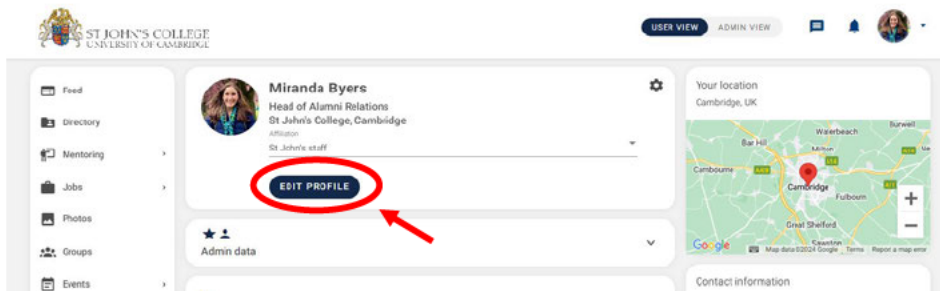 ST JOHN'S COLLEGE
UNIVERSITY OF CAMBRIDGE
USER VIEW
ADMIN VIEW
Feed
Directory
Mentoring
Jobs
Photos
Groups
Events
Miranda Byers
Head of Alumni Relations
St John's College, Cambridge
Affiliation
St John's staff
EDIT PROFILE
Admin data
Your location
Cambridge, UK
Waterbeach
Burwell
Bar Hill
Milton
Cambourne
Cambridge
Fulbourn
Great Shelford
Sawston
Google
Map data ©2024 Google
Terms
Report a map error
Contact information